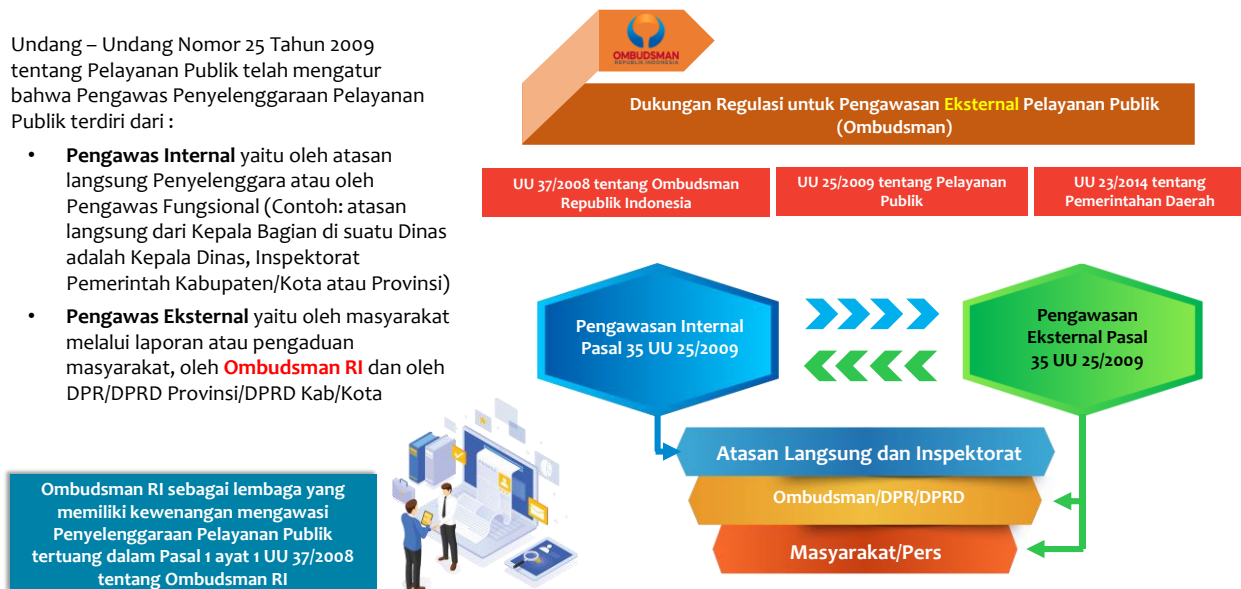 Undang – Undang Nomor 25 Tahun 2009
tentang Pelayanan Publik telah mengatur
bahwa Pengawas Penyelenggaraan Pelayanan
Publik terdiri dari :
• Pengawas Internal yaitu oleh atasan
langsung Penyelenggara atau oleh
Pengawas Fungsional (Contoh: atasan
langsung dari Kepala Bagian di suatu Dinas
adalah Kepala Dinas, Inspektorat
Pemerintah Kabupaten/Kota atau Provinsi)
• Pengawas Eksternal yaitu oleh masyarakat
melalui laporan atau pengaduan
masyarakat, oleh Ombudsman RI dan oleh
DPR/DPRD Provinsi/DPRD Kab/Kota
Ombudsman RI sebagai lembaga yang
memiliki kewenangan mengawasi
Penyelenggaraan Pelayanan Publik
tertuang dalam Pasal 1 ayat 1 UU 37/2008
tentang Ombudsman RI
OMBUDSMAN
REPUBLIK INDONESIA
Dukungan Regulasi untuk Pengawasan Eksternal Pelayanan Publik
(Ombudsman)
UU 37/2008 tentang Ombudsman
Republik Indonesia
UU 25/2009 tentang Pelayanan
Publik
UU 23/2014 tentang
Pemerintahan Daerah
Pengawasan Internal
Pasal 35 UU 25/2009
Pengawasan
Eksternal Pasal
35 UU 25/2009
Atasan Langsung dan Inspektorat
Ombudsman/DPR/DPRD
Masyarakat/Pers